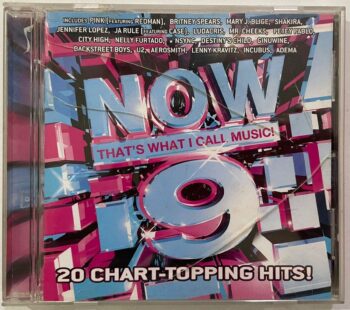 INCLUDES P!NK [FEATURING REDMAN], BRITNEY SPEARS, MARY J. BLIGE, SHAKIRA,
JENNIFER LOPEZ, JA RULE [FEATURING CASE], LUDACRIS, MR. CHEEKS, PETEY PABLO,
CITY HIGH, NELLY FURTADO, *NSYNC, DESTINY'S CHILD, GINUWINE,
BACKSTREET BOYS, U2, AEROSMITH, LENNY KRAVITZ, INCUBUS, ADEMA
NOW
THAT'S WHAT I CALL MUSIC!
9
20 CHART-TOPPING HITS!